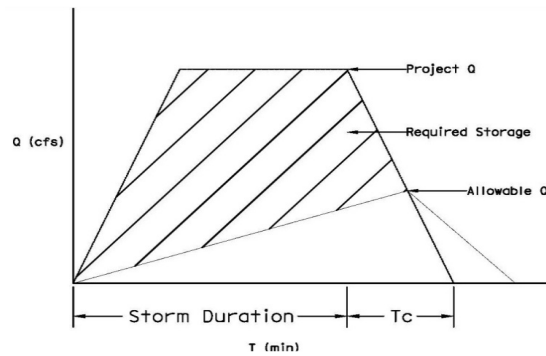 Project Q
Q (cfs)
Required Storage
Allowable Q
Storm Duration
Tc
T (min)